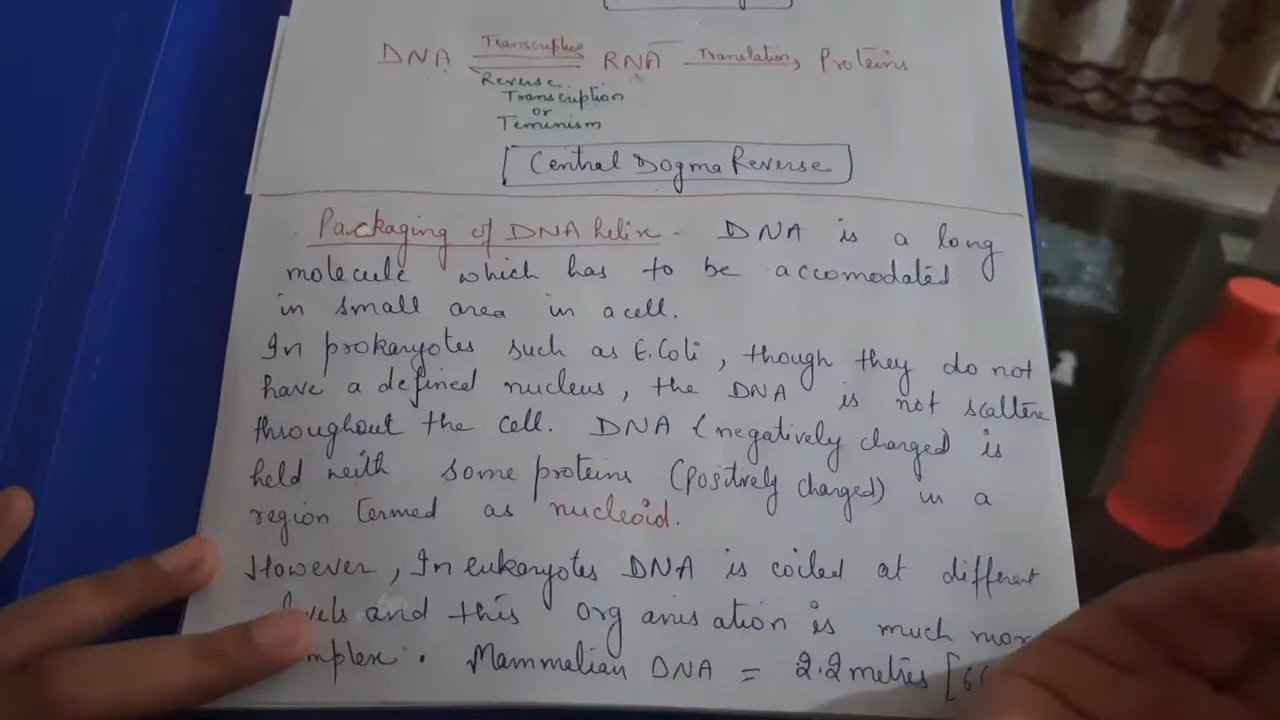 DNA Transcription RNA Translation Proteins
Reverse
Transcription
or
Teminism
Central Dogma Reverse
Packaging of DNA helix - DNA is a long
molecule which has to be accomodated
in small area in a cell.
In prokaryotes such as E.Coli, though they do not
have a defined nucleus, the DNA is not scattere
throughout the cell. DNA (negatively charged) is
held with some proteins (positively charged) in a
region termed as nucleoid.
However, In eukaryotes DNA is coiled at different
and this organisation is much mor
Mammalian DNA = 2.2 metres [6